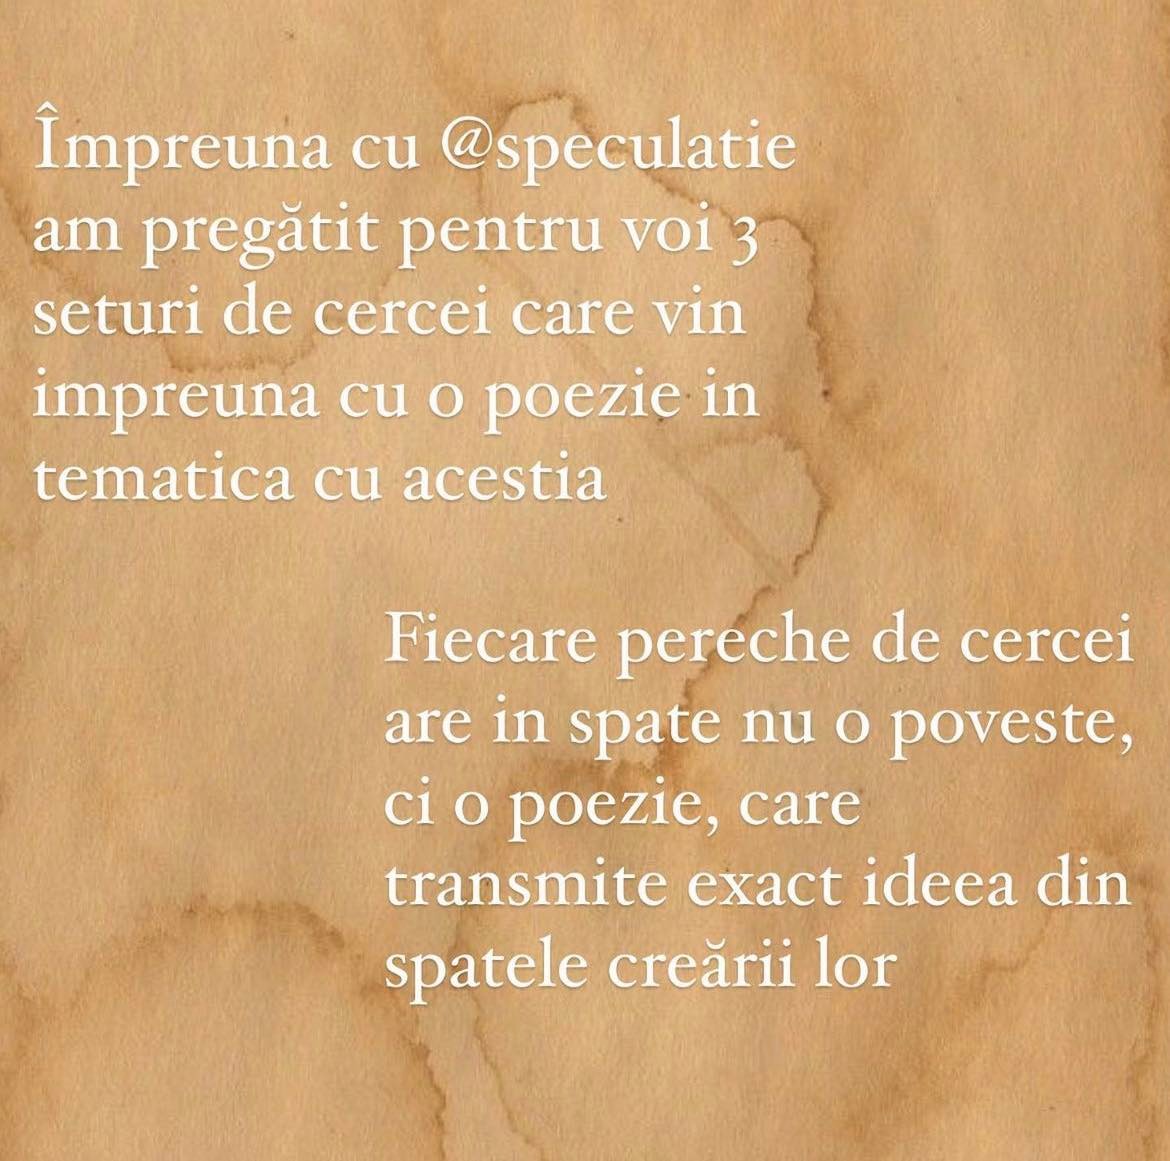 Împreuna cu @speculatie
am pregătit pentru voi 3
seturi de cercei care vin
impreuna cu o poezie in
tematica cu acestia
Fiecare pereche de cercei
are in spate nu o poveste,
ci o poezie, care
transmite exact ideea din
spatele creării lor